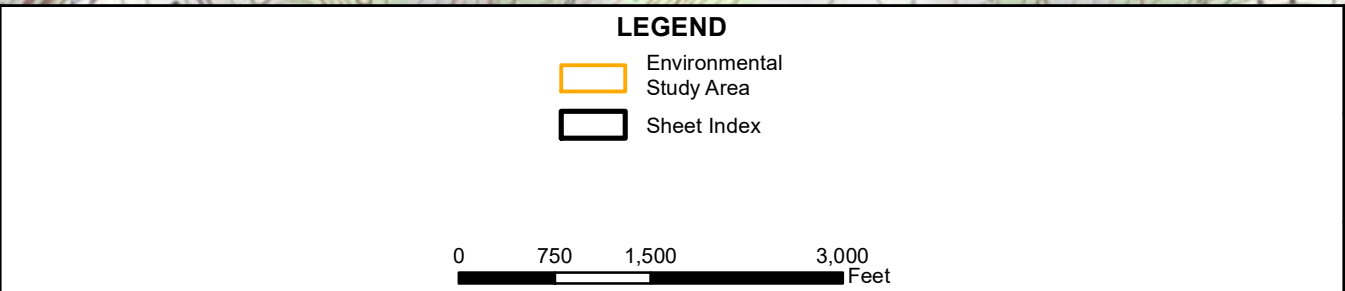 LEGEND
Environmental
Study Area
Sheet Index
0 750 1,500 3,000
Feet